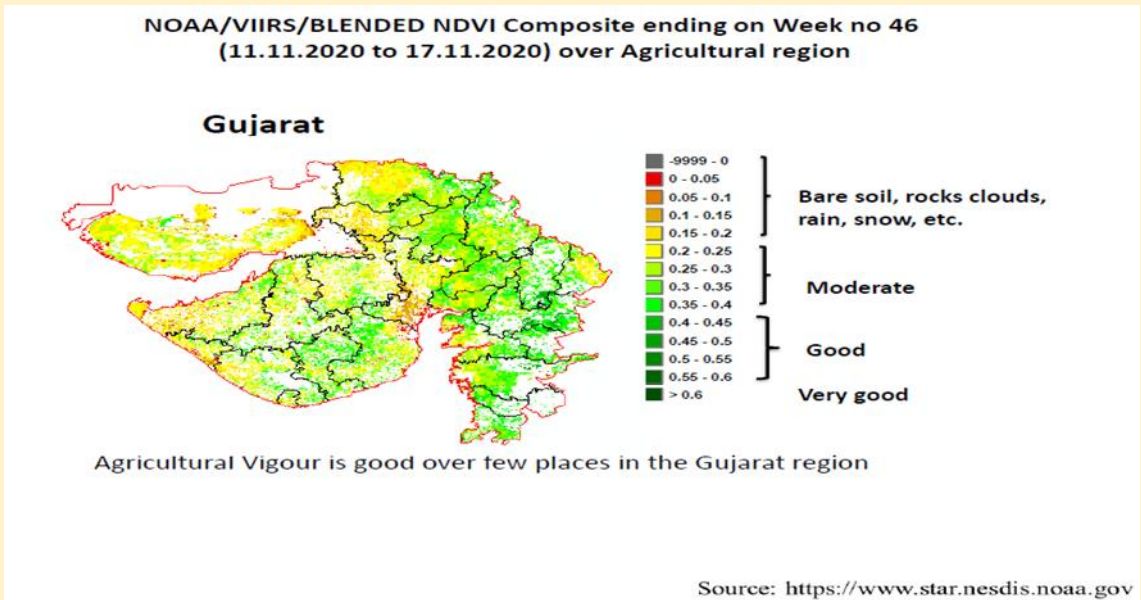 NOAA/VIIRS/BLENDED NDVI Composite ending on Week no 46
(11.11.2020 to 17.11.2020) over Agricultural region
Gujarat
-9999 - 0
0 - 0.05
0.05 - 0.1
0.1 - 0.15
0.15 - 0.2
0.2 - 0.25
0.25 - 0.3
0.3 - 0.35
0.35 - 0.4
0.4 - 0.45
0.45 - 0.5
0.5 - 0.55
0.55 - 0.6
> 0.6
Bare soil, rocks clouds,
rain, snow, etc.
Moderate
Good
Very good
Agricultural Vigour is good over few places in the Gujarat region
Source: https://www.star.nesdis.noaa.gov